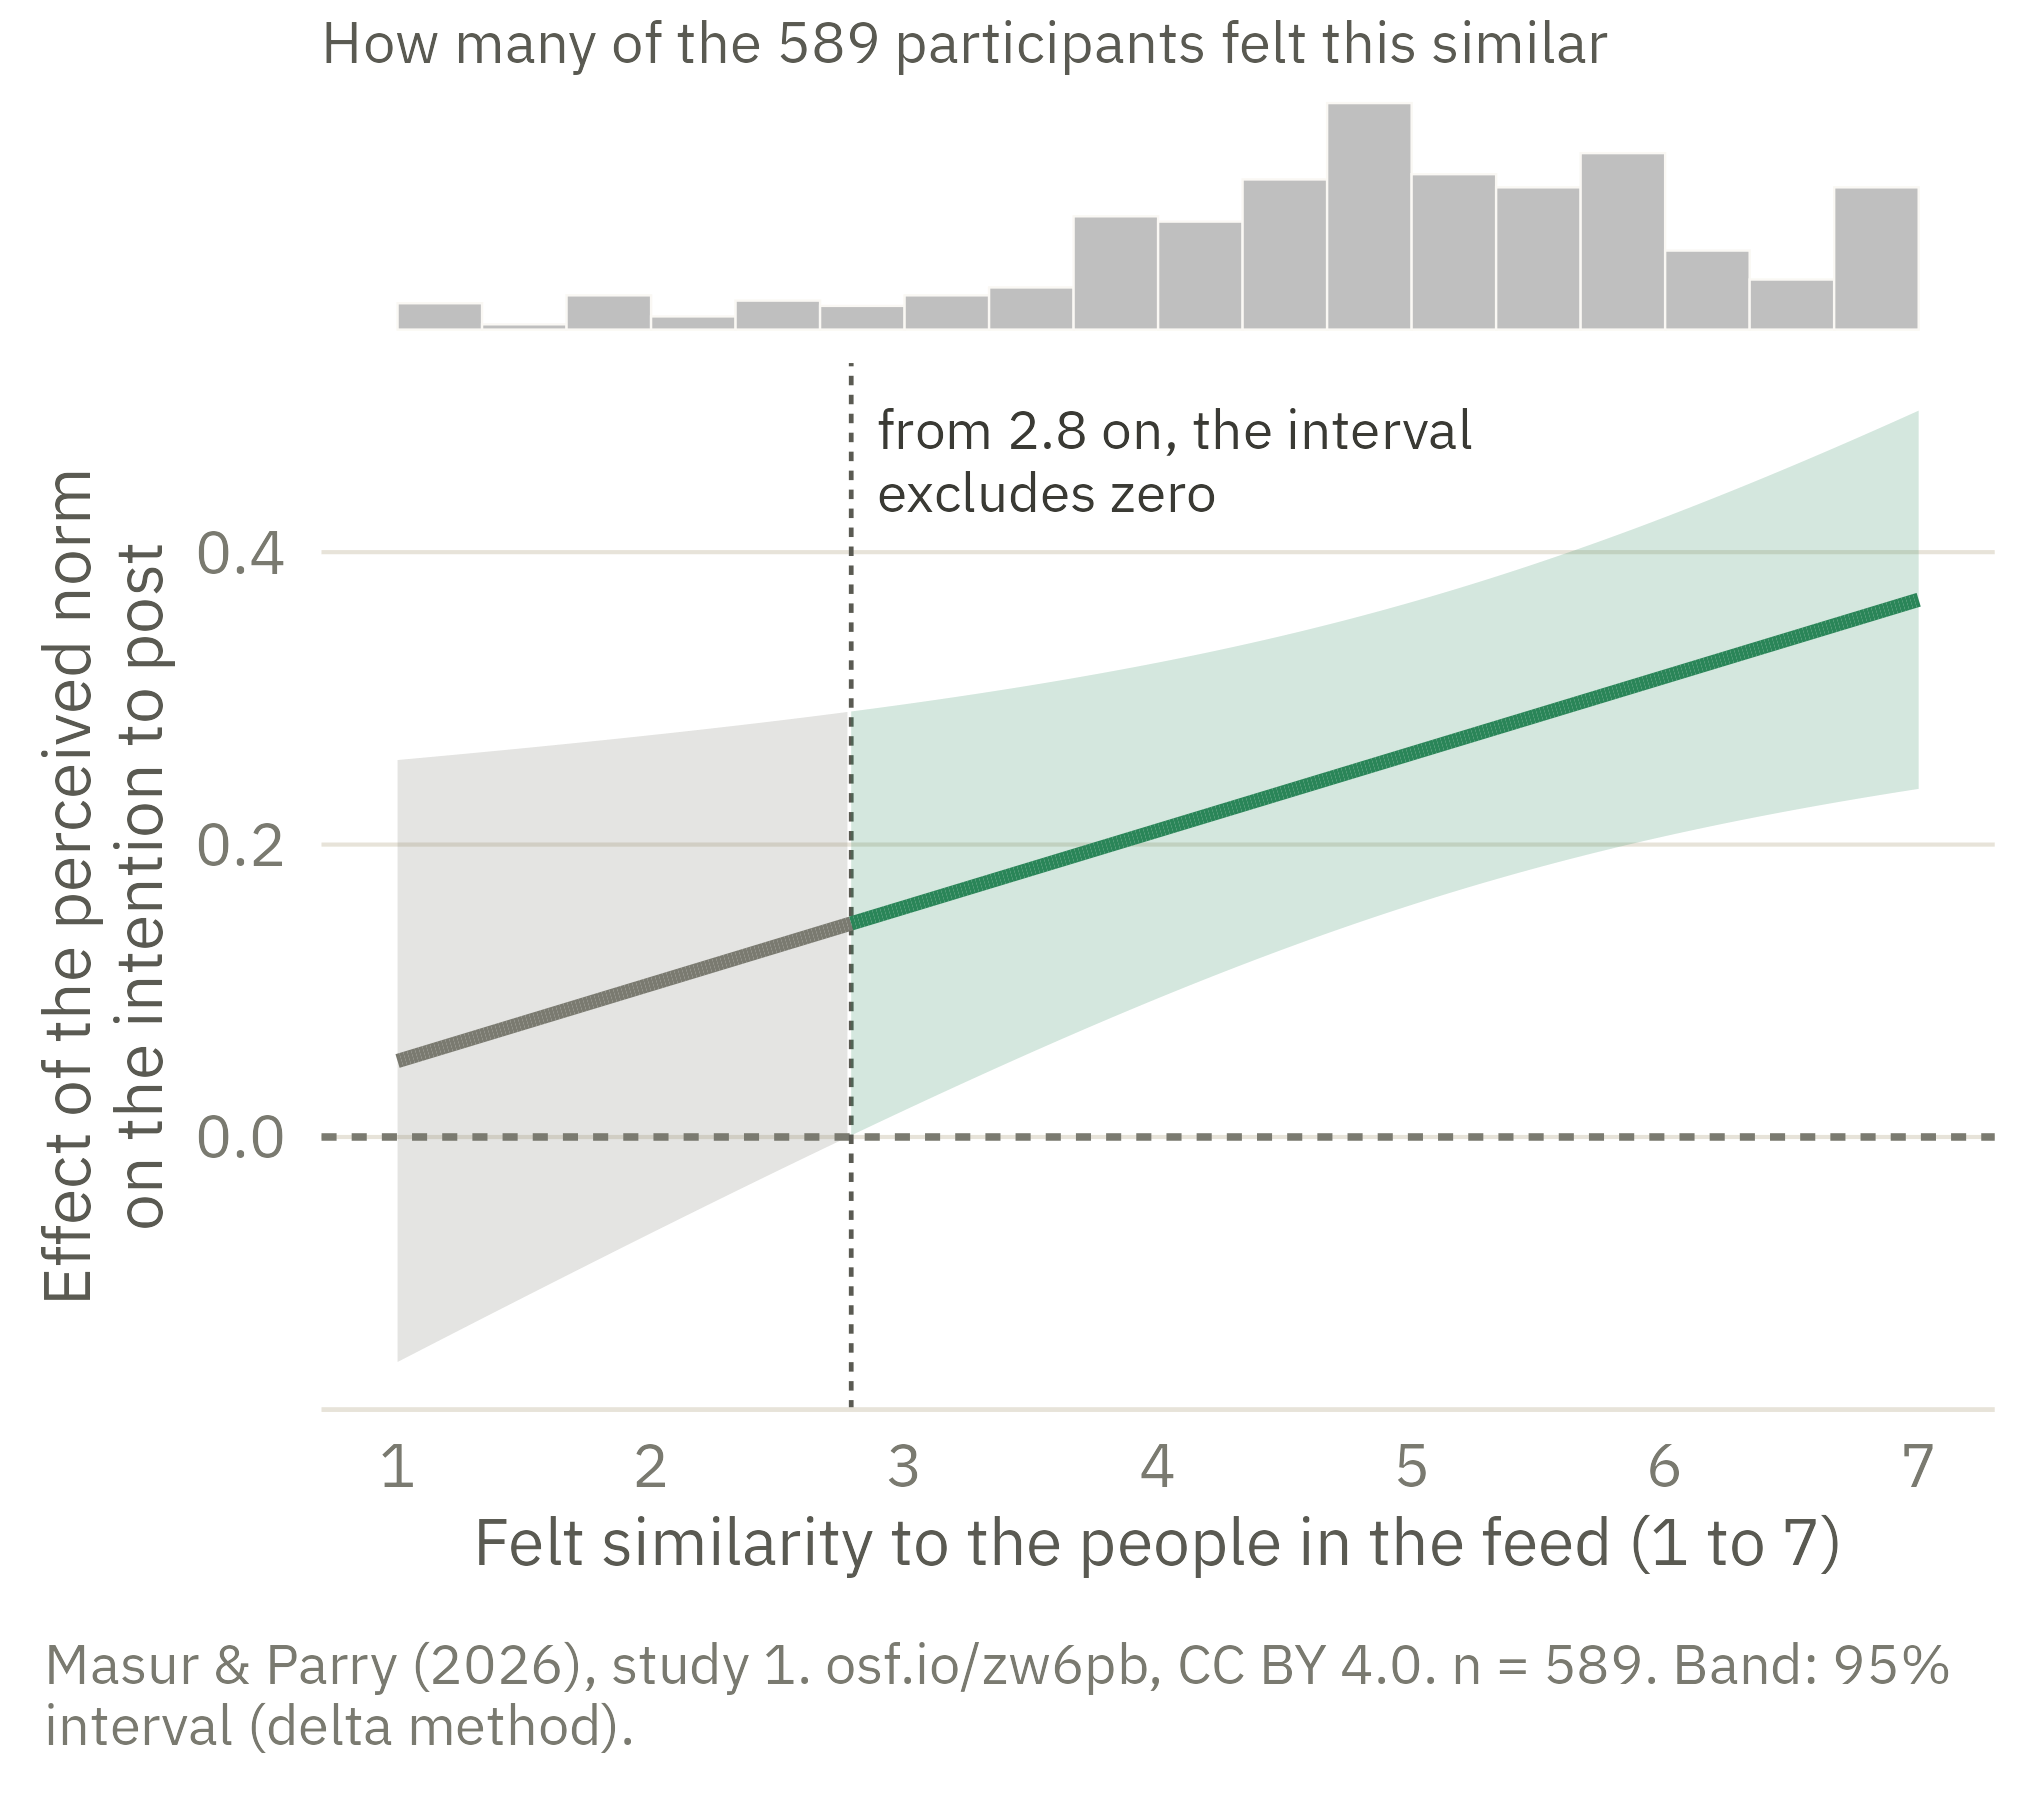 How many of the 589 participants felt this similar
from 2.8 on, the interval
excludes zero
Effect of the perceived norm
on the intention to post
0.4
0.2
0.0
1 2 3 4 5 6 7
Felt similarity to the people in the feed (1 to 7)
Masur & Parry (2026), study 1. osf.io/zw6pb, CC BY 4.0. n = 589. Band: 95%
interval (delta method).